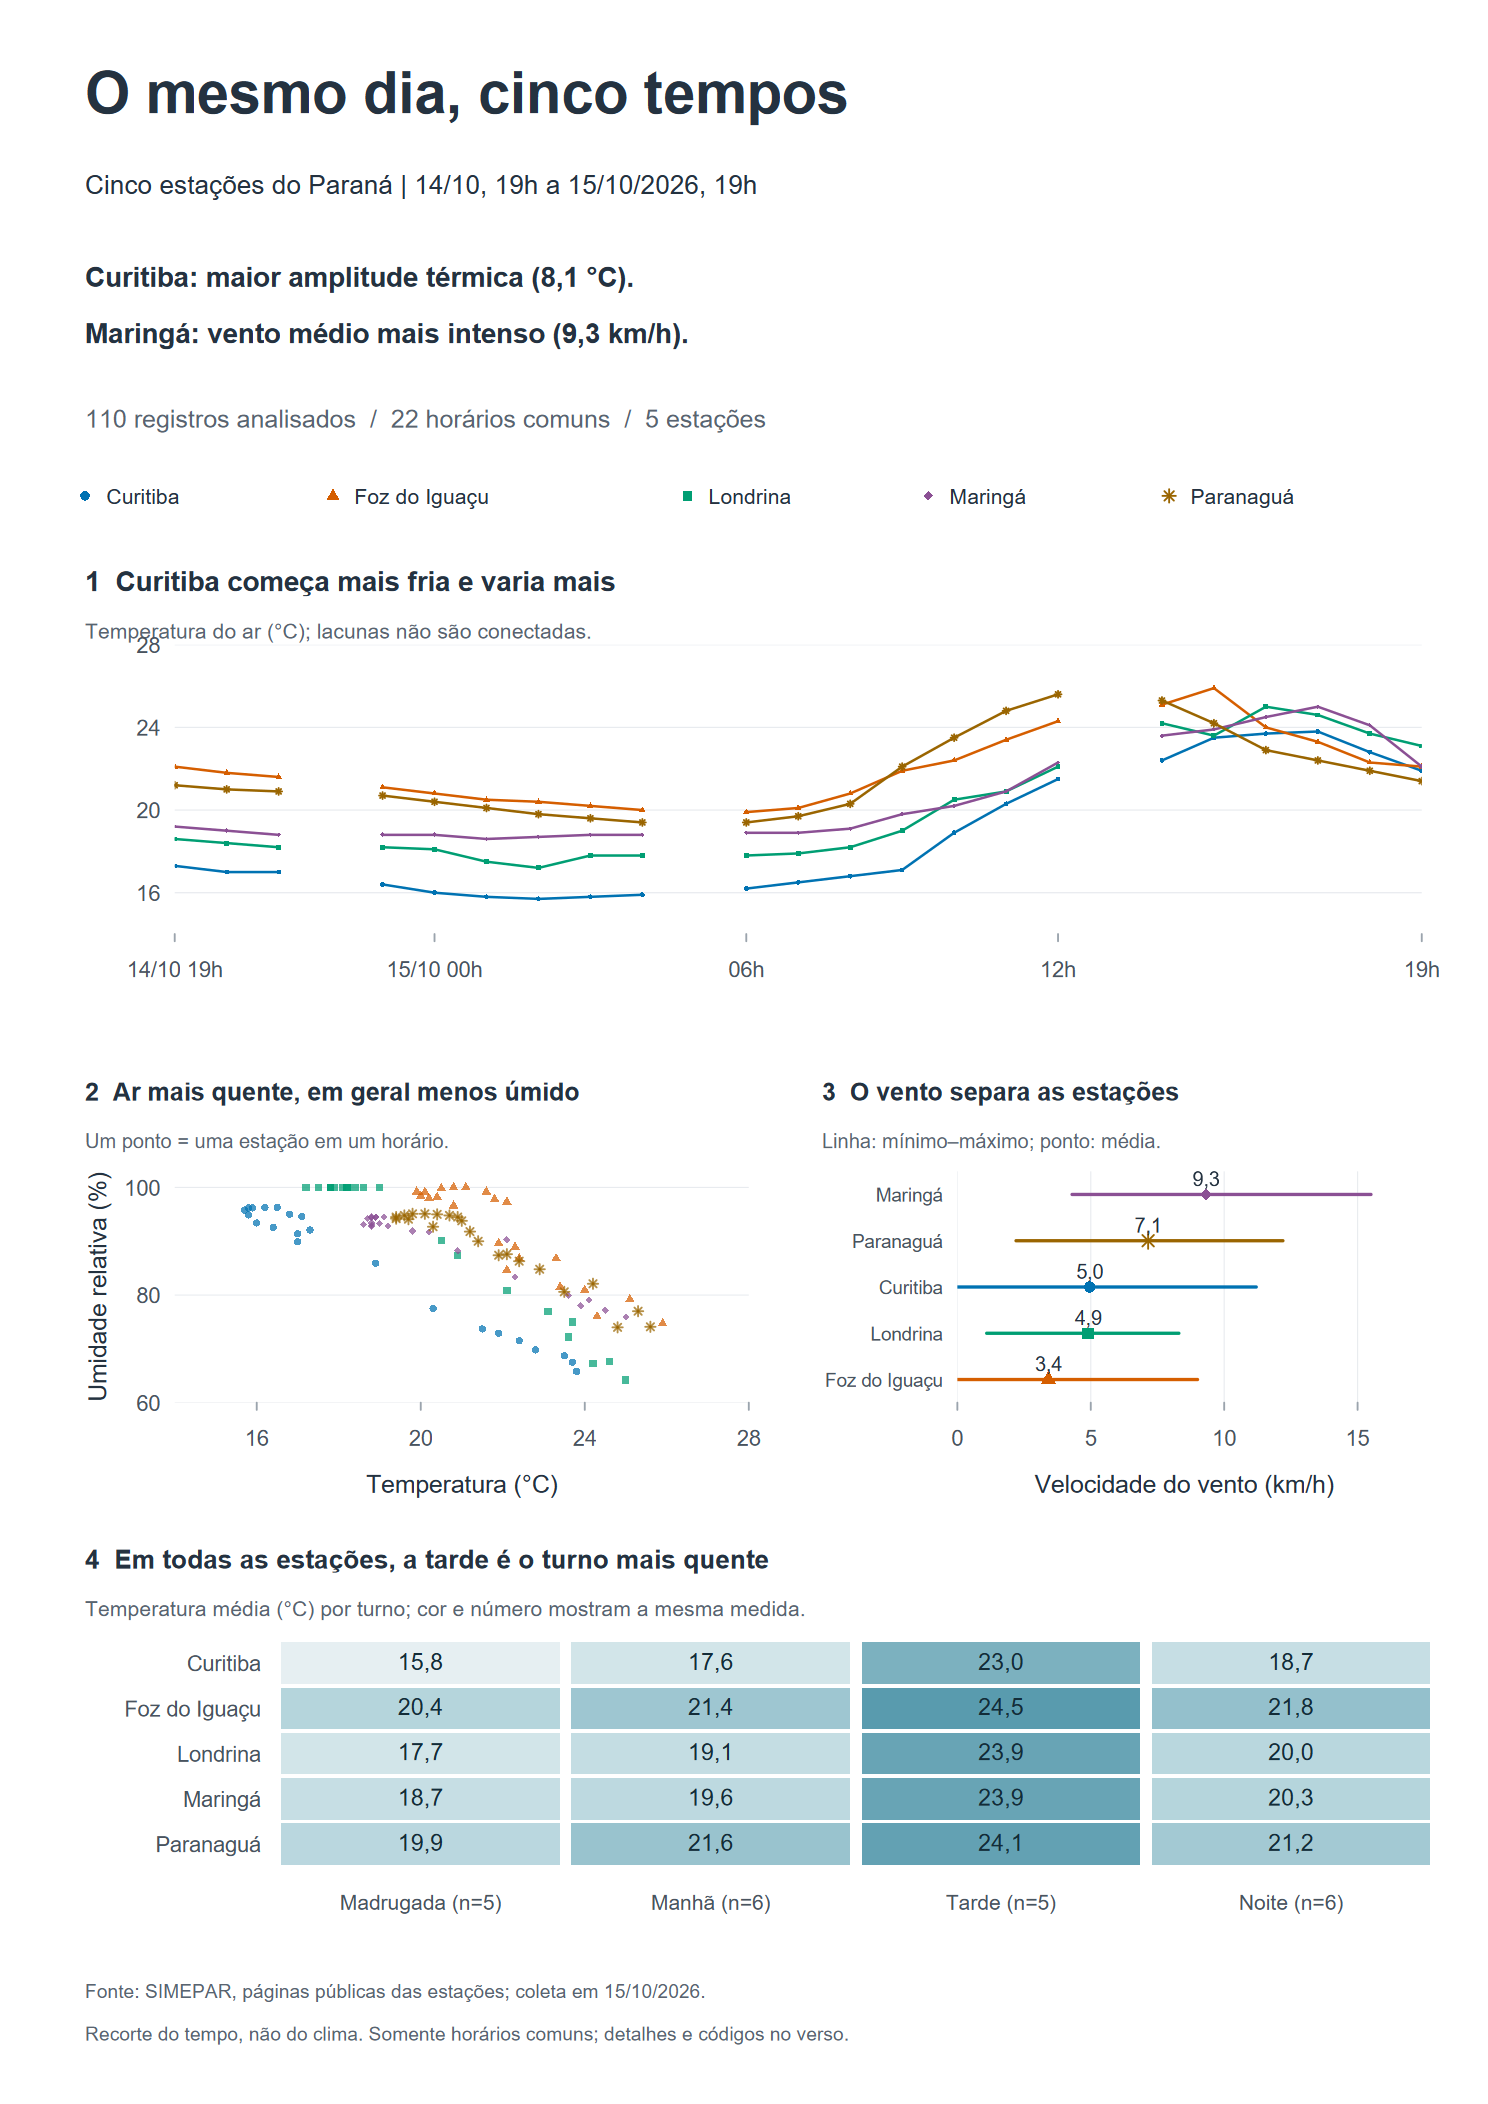 O mesmo dia, cinco tempos
Cinco estações do Paraná | 14/10, 19h a 15/10/2026, 19h
Curitiba: maior amplitude térmica (8,1 °C).
Maringá: vento médio mais intenso (9,3 km/h).
110 registros analisados / 22 horários comuns / 5 estações
Curitiba Foz do Iguaçu Londrina Maringá Paranaguá
1 Curitiba começa mais fria e varia mais
Temperatura do ar (°C); lacunas não são conectadas.
28
24
20
16
14/10 19h 15/10 00h 06h 12h 19h
2 Ar mais quente, em geral menos úmido
Um ponto = uma estação em um horário.
Umidade relativa (%)
100
80
60
16 20 24 28
Temperatura (°C)
3 O vento separa as estações
Linha: mínimo–máximo; ponto: média.
Maringá 9,3
Paranaguá 7,1
Curitiba 5,0
Londrina 4,9
Foz do Iguaçu 3,4
0 5 10 15
Velocidade do vento (km/h)
4 Em todas as estações, a tarde é o turno mais quente
Temperatura média (°C) por turno; cor e número mostram a mesma medida.
Curitiba 15,8 17,6 23,0 18,7
Foz do Iguaçu 20,4 21,4 24,5 21,8
Londrina 17,7 19,1 23,9 20,0
Maringá 18,7 19,6 23,9 20,3
Paranaguá 19,9 21,6 24,1 21,2
Madrugada (n=5) Manhã (n=6) Tarde (n=5) Noite (n=6)
Fonte: SIMEPAR, páginas públicas das estações; coleta em 15/10/2026.
Recorte do tempo, não do clima. Somente horários comuns; detalhes e códigos no verso.